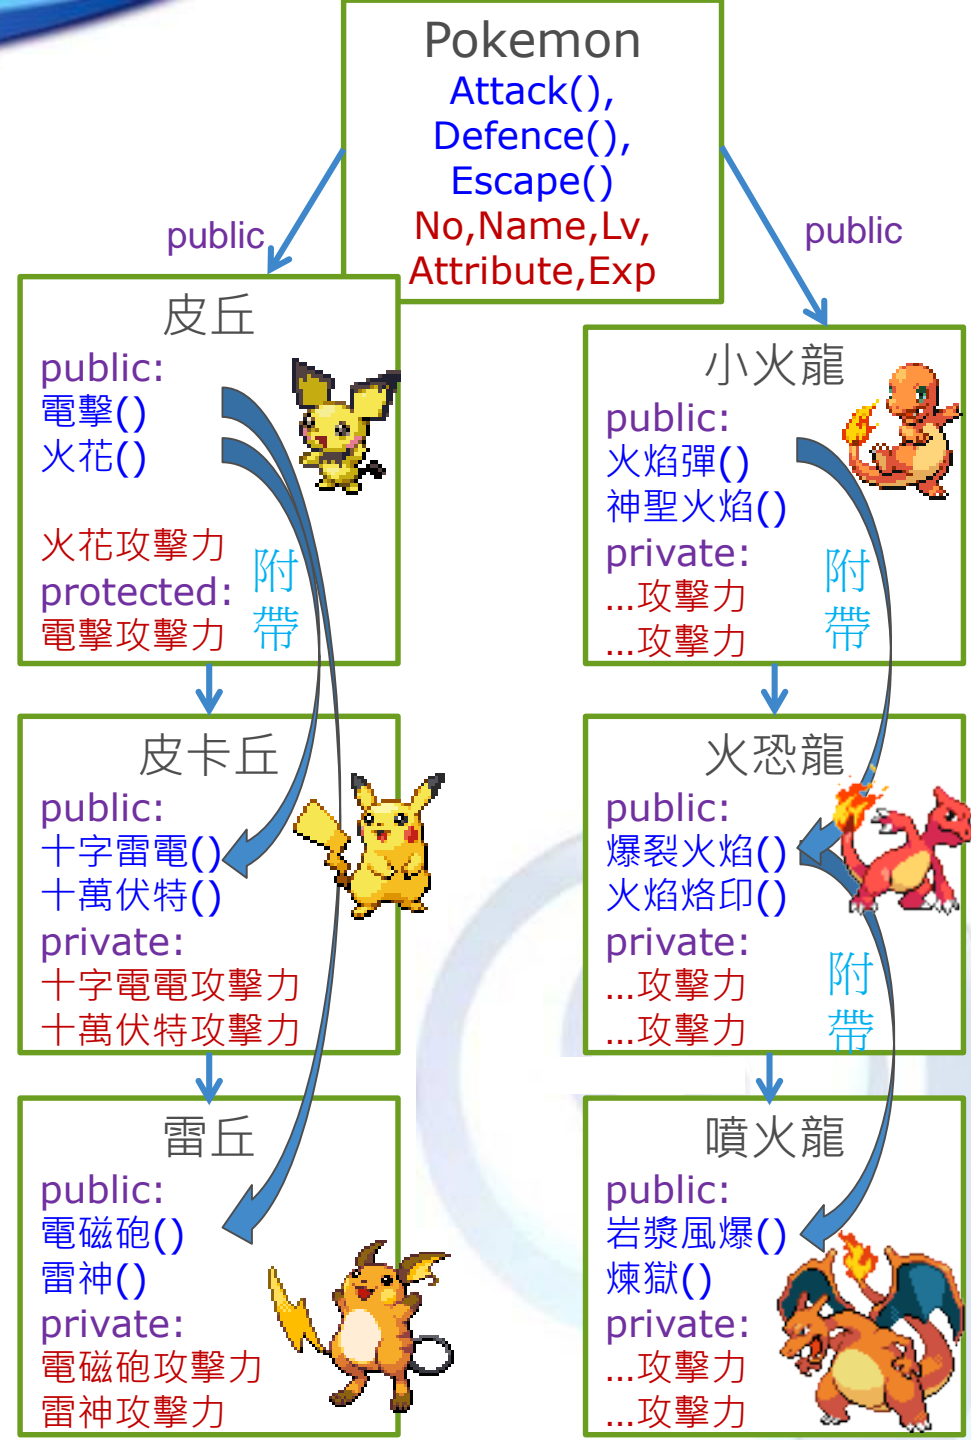 Pokemon
Attack(),
Defence(),
Escape()
No,Name,Lv,
Attribute,Exp
public
public
皮丘
public:
電擊()
火花()
火花攻擊力
protected:
電擊攻擊力
附
帶
小火龍
public:
火焰彈()
神聖火焰()
private:
...攻擊力
...攻擊力
附
帶
皮卡丘
public:
十字雷電()
十萬伏特()
private:
十字電電攻擊力
十萬伏特攻擊力
火恐龍
public:
爆裂火焰()
火焰烙印()
private:
...攻擊力
...攻擊力
附
帶
雷丘
public:
電磁砲()
雷神()
private:
電磁砲攻擊力
雷神攻擊力
噴火龍
public:
岩漿風爆()
煉獄()
private:
...攻擊力
...攻擊力